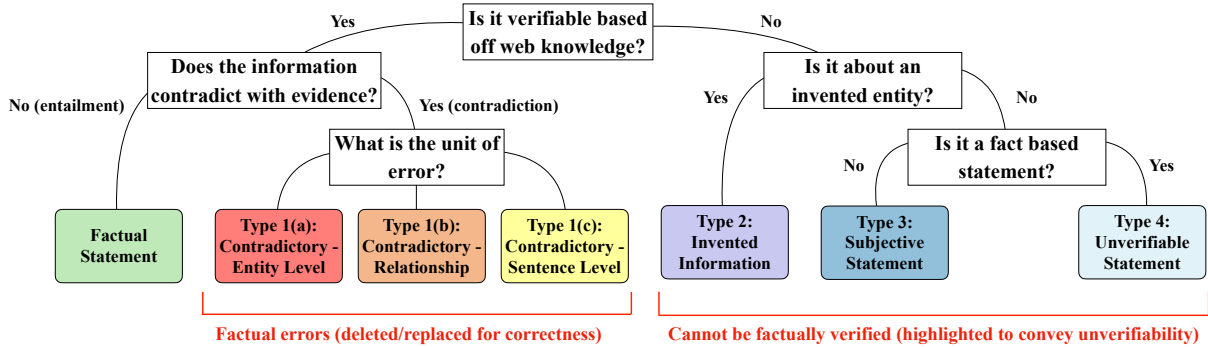 Is it verifiable based
off web knowledge?
Yes
No
Does the information
contradict with evidence?
Is it about an
invented entity?
No (entailment)
Yes (contradiction)
Yes
No
What is the unit of
error?
Is it a fact based
statement?
No
Yes
Factual
Statement
Type 1(a):
Contradictory -
Entity Level
Type 1(b):
Contradictory -
Relationship
Type 1(c):
Contradictory -
Sentence Level
Type 2:
Invented
Information
Type 3:
Subjective
Statement
Type 4:
Unverifiable
Statement
Factual errors (deleted/replaced for correctness)
Cannot be factually verified (highlighted to convey unverifiability)